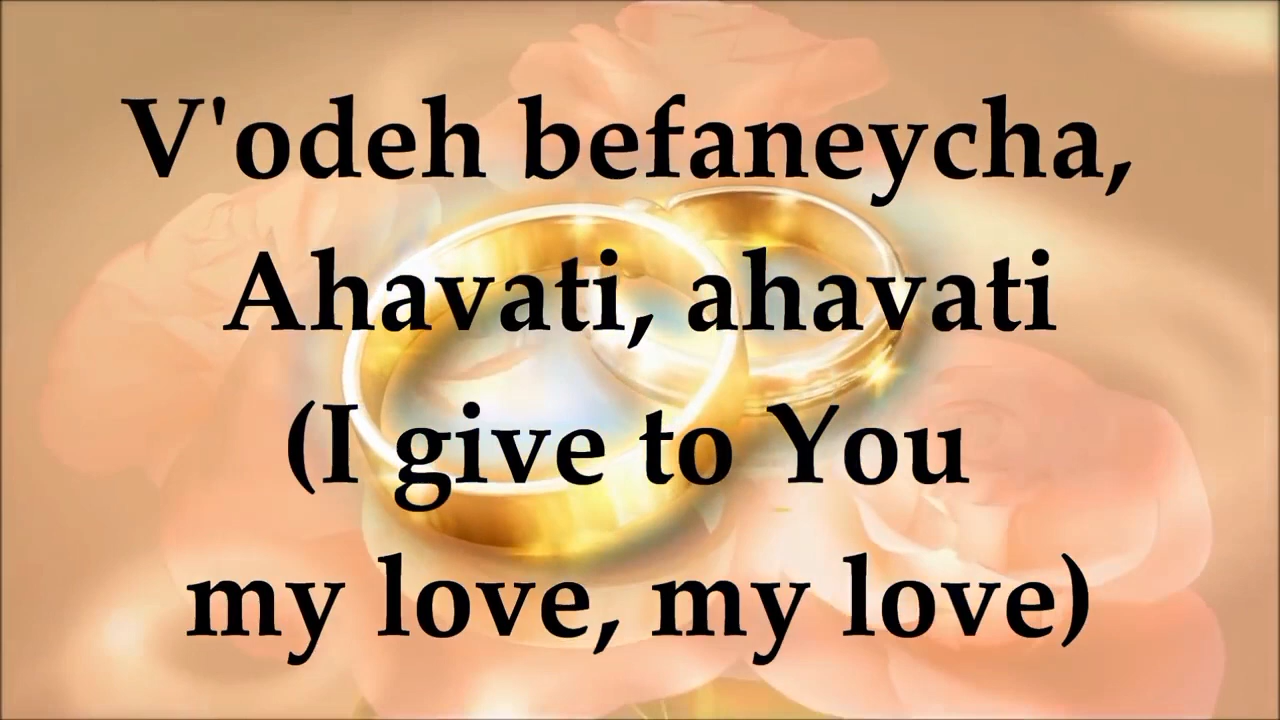 V'odeh befaneycha,
Ahavati, ahavati
(I give to You
my love, my love)